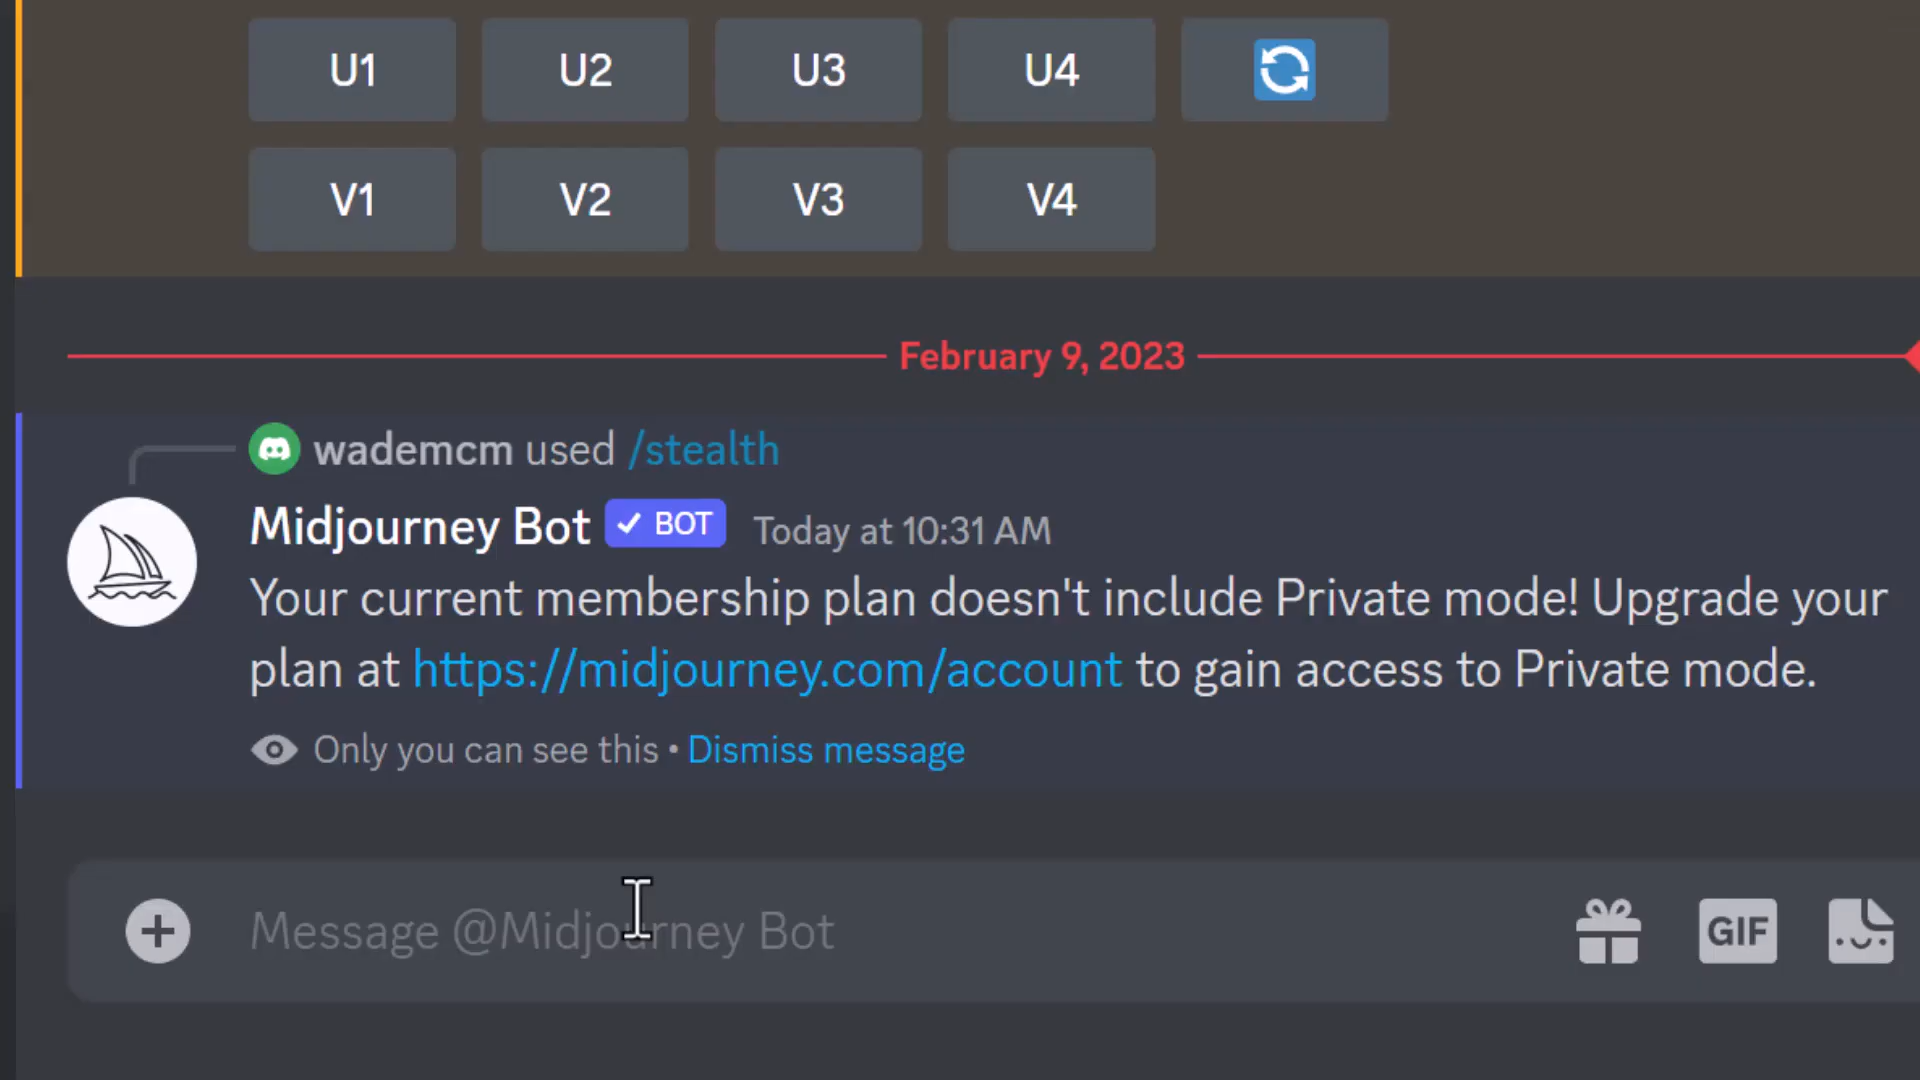 U1 U2 U3 U4
V1 V2 V3 V4
February 9, 2023
wademcm used /stealth
Midjourney Bot ✓ BOT Today at 10:31 AM
Your current membership plan doesn't include Private mode! Upgrade your
plan at https://midjourney.com/account to gain access to Private mode.
Only you can see this • Dismiss message
Message @Midjourney Bot
GIF